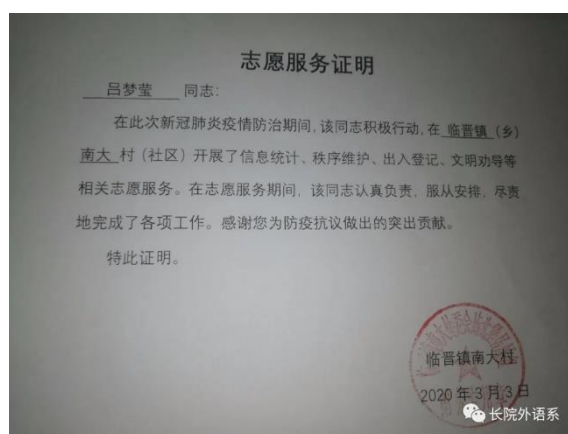 志愿服务证明
吕梦莹 同志:
在此次新冠肺炎疫情防治期间,该同志积极行动,在 临晋镇(乡)
南大 村(社区)开展了信息统计、秩序维护、出入登记、文明劝导等
相关志愿服务。在志愿服务期间,该同志认真负责、服从安排,尽责
地完成了各项工作。感谢您为防疫抗议做出的突出贡献。
特此证明。
临晋镇南大村
2020年3月3日
长院外语系